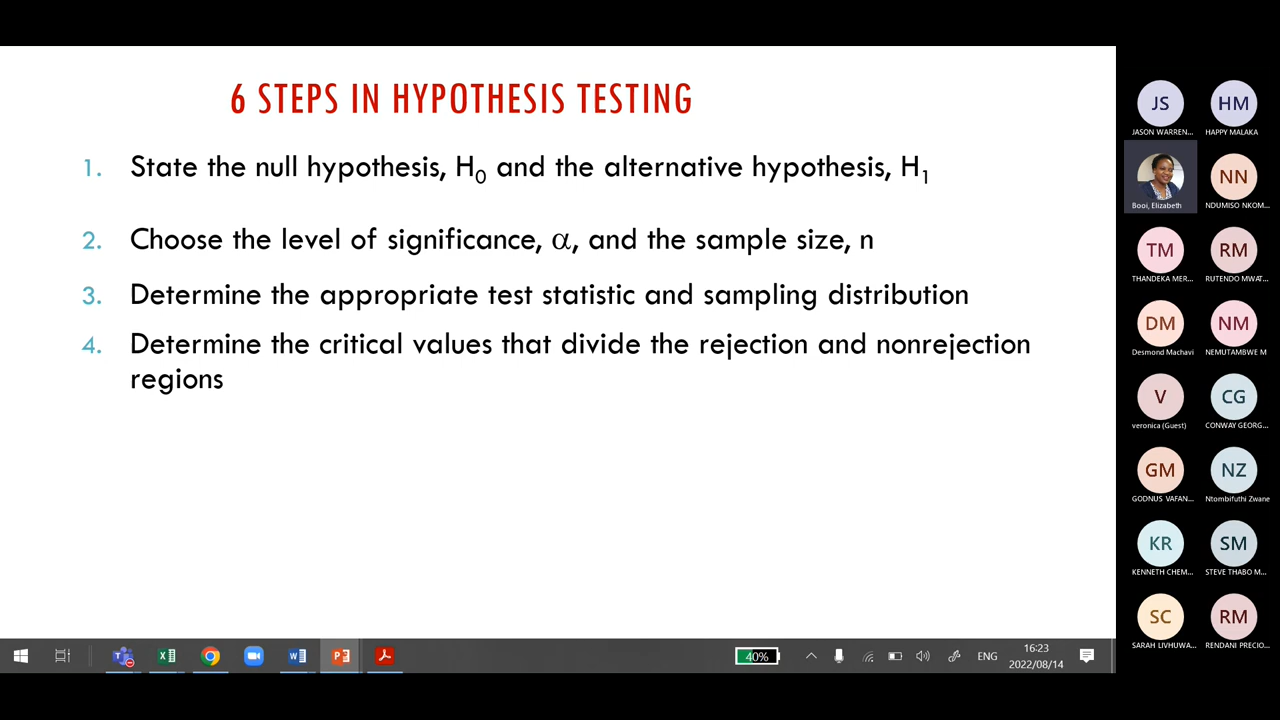 6 STEPS IN HYPOTHESIS TESTING
1. State the null hypothesis, H0 and the alternative hypothesis, H1
2. Choose the level of significance, α, and the sample size, n
3. Determine the appropriate test statistic and sampling distribution
4. Determine the critical values that divide the rejection and nonrejection
regions
JS HM
JASON WARREN... HAPPY MALAKA
NN
Booi, Elizabeth NDUMISO NKOM...
TM RM
THANDEKA MER... RUTENDO MWAT...
DM NM
Desmond Machavi NEMUTAMBWE M
V CG
veronica (Guest) CONWAY GEORG...
GM NZ
GODNUS VAFAN... Ntombifuthi Zwane
KR SM
KENNETH CHEM... STEVE THABO M...
SC RM
SARAH LIVHUWA... RENDANI PRECIO...
40% ENG 16:23
2022/08/14